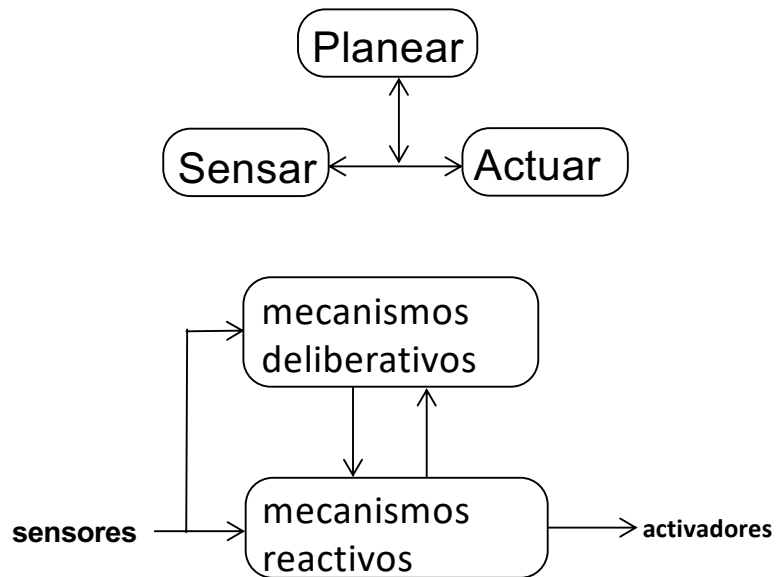 Planear
Sensar
Actuar
mecanismos
deliberativos
sensores
mecanismos
reactivos
activadores